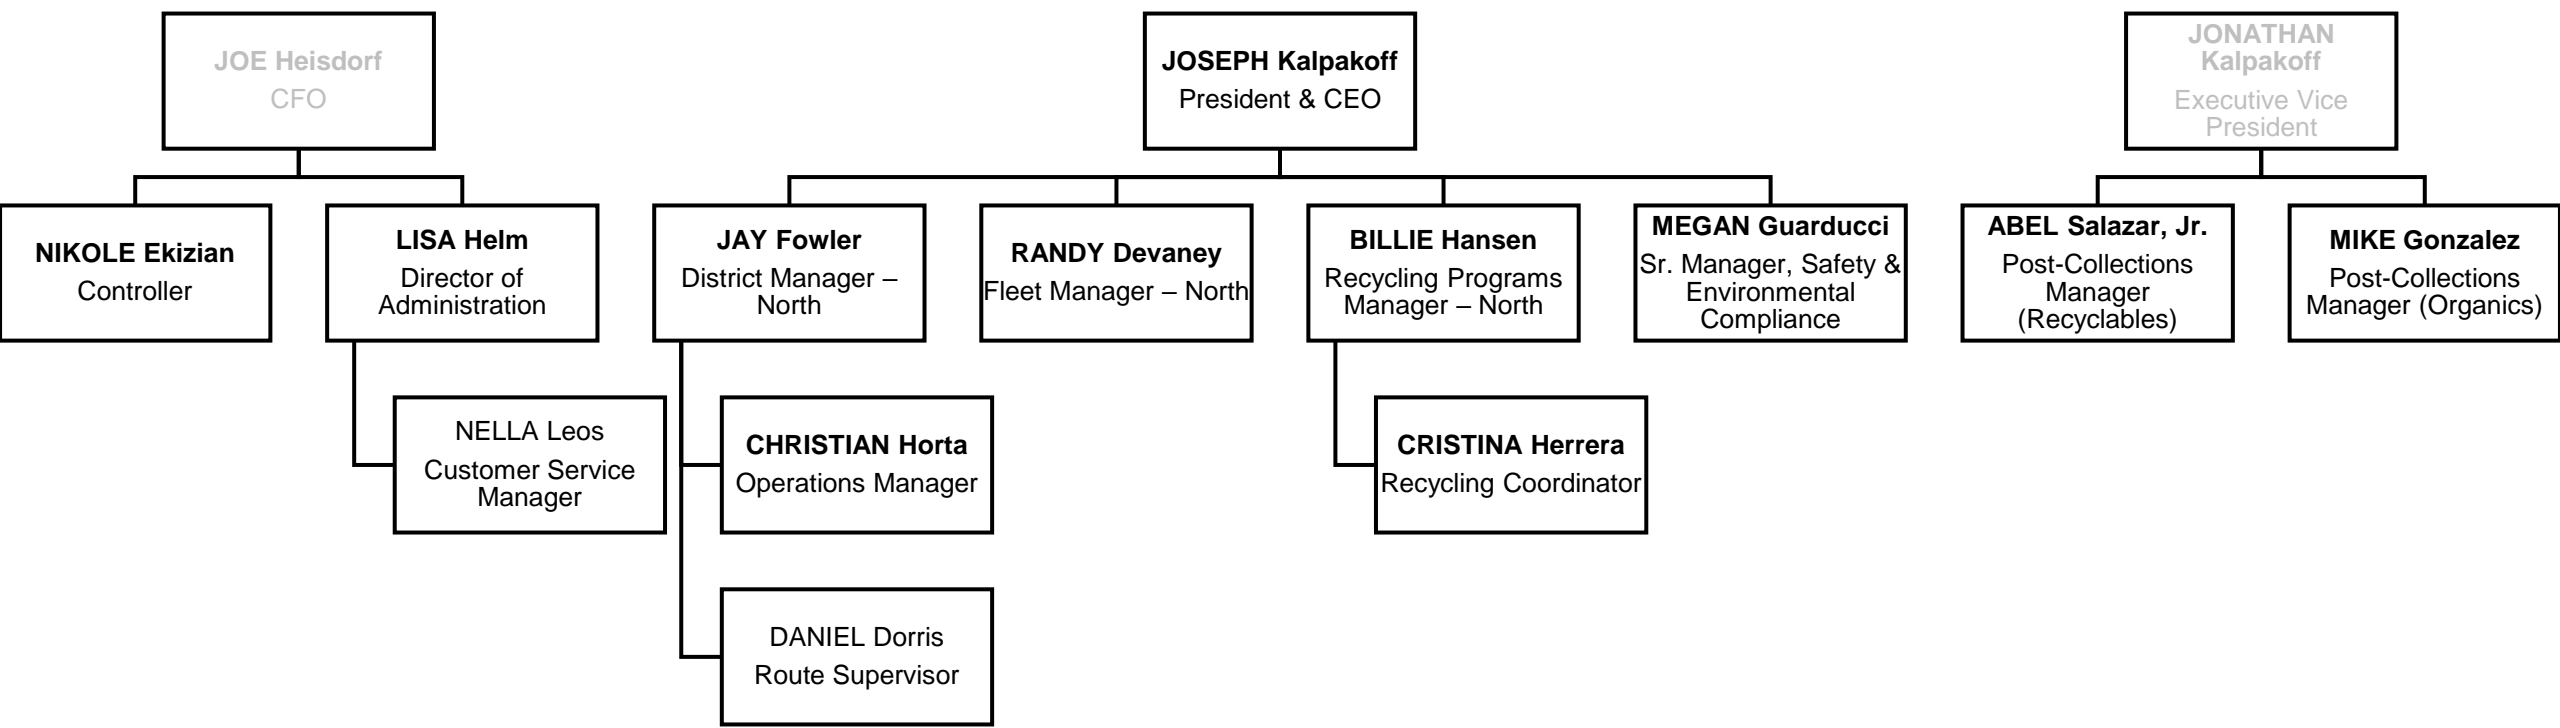 JOE Heisdorf
CFO
JOSEPH Kalpakoff
President & CEO
JONATHAN
Kalpakoff
Executive Vice
President
NIKOLE Ekizian
Controller
LISA Helm
Director of
Administration
JAY Fowler
District Manager –
North
RANDY Devaney
Fleet Manager – North
BILLIE Hansen
Recycling Programs
Manager – North
MEGAN Guarducci
Sr. Manager, Safety &
Environmental
Compliance
ABEL Salazar, Jr.
Post-Collections
Manager
(Recyclables)
MIKE Gonzalez
Post-Collections
Manager (Organics)
NELLA Leos
Customer Service
Manager
CHRISTIAN Horta
Operations Manager
CRISTINA Herrera
Recycling Coordinator
DANIEL Dorris
Route Supervisor